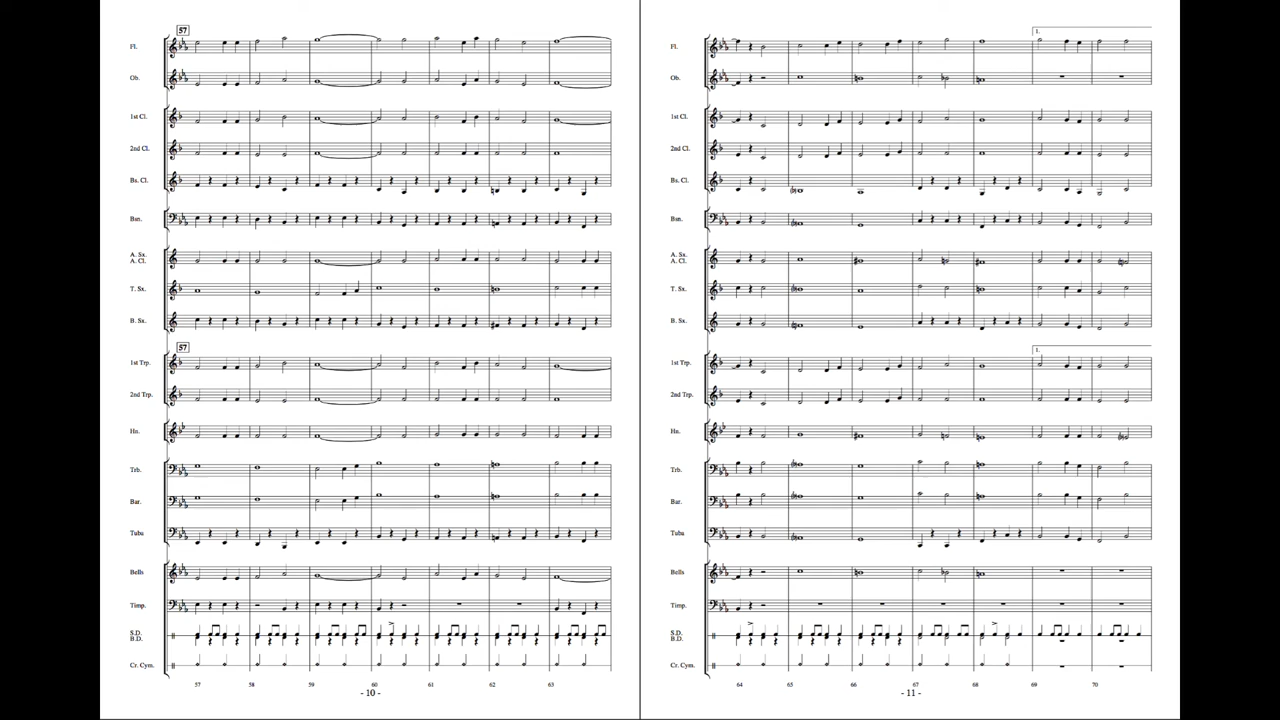 57
Fl.
Ob.
1st Cl.
2nd Cl.
Bs. Cl.
Bsn.
A. Sx.
A. Cl.
T. Sx.
B. Sx.
57
1st Trp.
2nd Trp.
Hn.
Trb.
Bar.
Tuba
Bells
Timp.
S.D.
B.D.
Cr. Cym.
57 58 59 60 61 62 63
- 10 -
1.
Fl.
Ob.
1st Cl.
2nd Cl.
Bs. Cl.
Bsn.
A. Sx.
A. Cl.
T. Sx.
B. Sx.
1.
1st Trp.
2nd Trp.
Hn.
Trb.
Bar.
Tuba
Bells
Timp.
S.D.
B.D.
Cr. Cym.
64 65 66 67 68 69 70
- 11 -